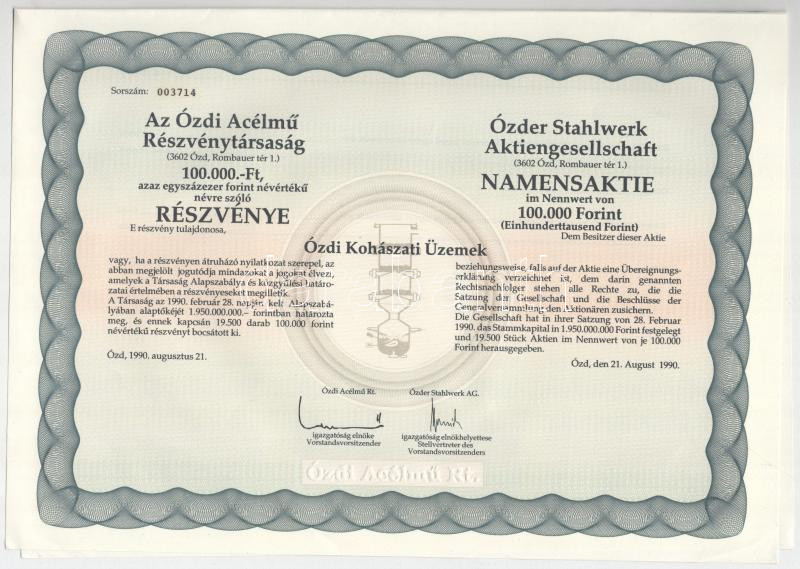 Sorszám: 003714
Az Ózdi Acélmű
Részvénytársaság
(3602 Ózd, Rombauer tér 1.)
100.000.-Ft,
azaz egyszázezer forint névértékű
névre szóló
RÉSZVÉNYE
E részvény tulajdonosa,
Ózder Stahlwerk
Aktiengesellschaft
(3602 Ózd, Rombauer tér 1.)
NAMENSAKTIE
im Nennwert von
100.000 Forint
(Einhunderttausend Forint)
Dem Besitzer dieser Aktie
Ózdi Kohászati Üzemek
vagy, ha a részvényen átruházó nyilatkozat szerepel, az
abban megjelölt jogutódja mindazokat a jogokat élvezi,
amelyek a Társaság Alapszabálya és közgyűlési határo-
zatai értelmében a részvényeseket megilletik.
A Társaság az 1990. február 28. napján kelt Alapszabá-
lyában alaptőkéjét 1.950.000.000.- forintban határozta
meg, és ennek kapcsán 19.500 darab 100.000 forint
névértékű részvényt bocsátott ki.
Ózd, 1990. augusztus 21.
beziehungsweise, falls auf der Aktie eine Übereignungs-
erklärung verzeichnet ist, dem darin genannten
Rechtsnachfolger stehen alle Rechte zu, die die
Satzung der Gesellschaft und die Beschlüsse der
Generalversammlung den Aktionären zusichern.
Die Gesellschaft hat in ihrer Satzung von 28. Februar
1990. das Stammkapital in 1.950.000.000 Forint festgelegt
und 19.500 Stück Aktien im Nennwert von je 100.000
Forint herausgegeben.
Ózd, den 21. August 1990.
Ózdi Acélmű Rt.
igazgatóság elnöke
Vorstandsvorsitzender
Ózder Stahlwerk AG.
igazgatóság elnökhelyettese
Stellvertreter des
Vorstandsvorsitzenders
Ózdi Acélmű Rt.